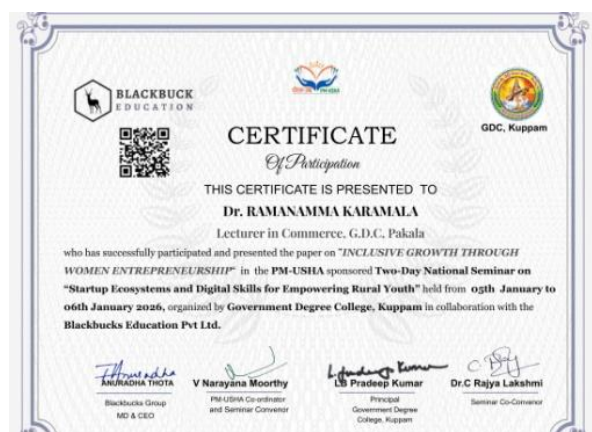 BLACKBUCK
EDUCATION
PM-USHA
GDC, Kuppam
CERTIFICATE
Of Participation
THIS CERTIFICATE IS PRESENTED TO
Dr. RAMANAMMA KARAMALA
Lecturer in Commerce, G.D.C, Pakala
who has successfully participated and presented the paper on "INCLUSIVE GROWTH THROUGH
WOMEN ENTREPRENEURSHIP" in the PM-USHA sponsored Two-Day National Seminar on
"Startup Ecosystems and Digital Skills for Empowering Rural Youth" held from 05th January to
06th January 2026, organized by Government Degree College, Kuppam in collaboration with the
Blackbucks Education Pvt Ltd.
ANURADHA THOTA
Blackbucks Group
MD & CEO
V Narayana Moorthy
PM-USHA Co-ordinator
and Seminar Convenor
LB Pradeep Kumar
Principal
Government Degree
College, Kuppam
Dr.C Rajya Lakshmi
Seminar Co-Convenor